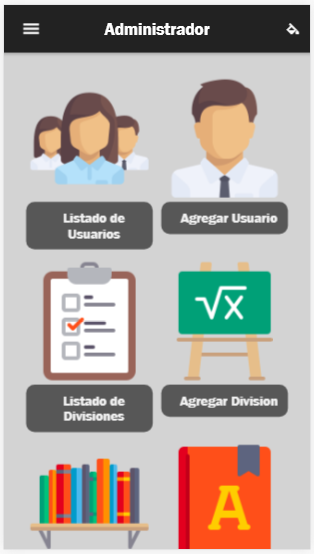 Administrador
Listado de
Usuarios
Agregar Usuario
√x
Listado de
Divisiones
Agregar Division
A